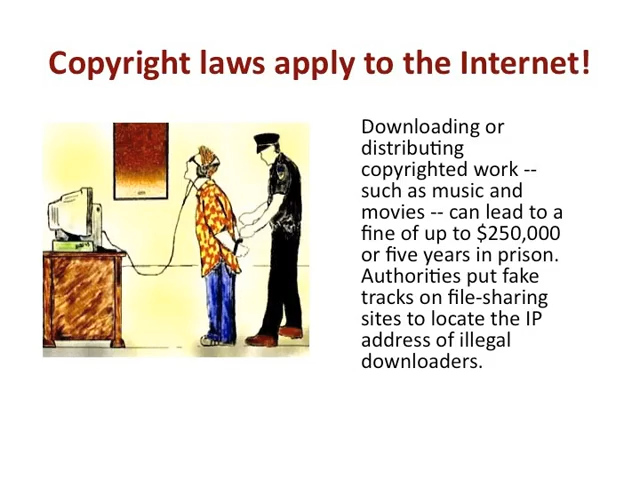 Copyright laws apply to the Internet!
Downloading or
distributing
copyrighted work --
such as music and
movies -- can lead to a
fine of up to $250,000
or five years in prison.
Authorities put fake
tracks on file-sharing
sites to locate the IP
address of illegal
downloaders.